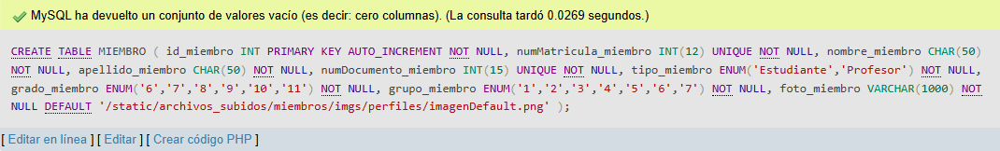 MySQL ha devuelto un conjunto de valores vacío (es decir: cero columnas). (La consulta tardó 0.0269 segundos.)
CREATE TABLE MIEMBRO ( id_miembro INT PRIMARY KEY AUTO_INCREMENT NOT NULL, numMatricula_miembro INT(12) UNIQUE NOT NULL, nombre_miembro CHAR(50)
NOT NULL, apellido_miembro CHAR(50) NOT NULL, numDocumento_miembro INT(15) UNIQUE NOT NULL, tipo_miembro ENUM('Estudiante','Profesor') NOT NULL,
grado_miembro ENUM('6','7','8','9','10','11') NOT NULL, grupo_miembro ENUM('1','2','3','4','5','6','7') NOT NULL, foto_miembro VARCHAR(1000) NOT
NULL DEFAULT '/static/archivos_subidos/miembros/imgs/perfiles/imagenDefault.png' );
[ Editar en línea ] [ Editar ] [ Crear código PHP ]